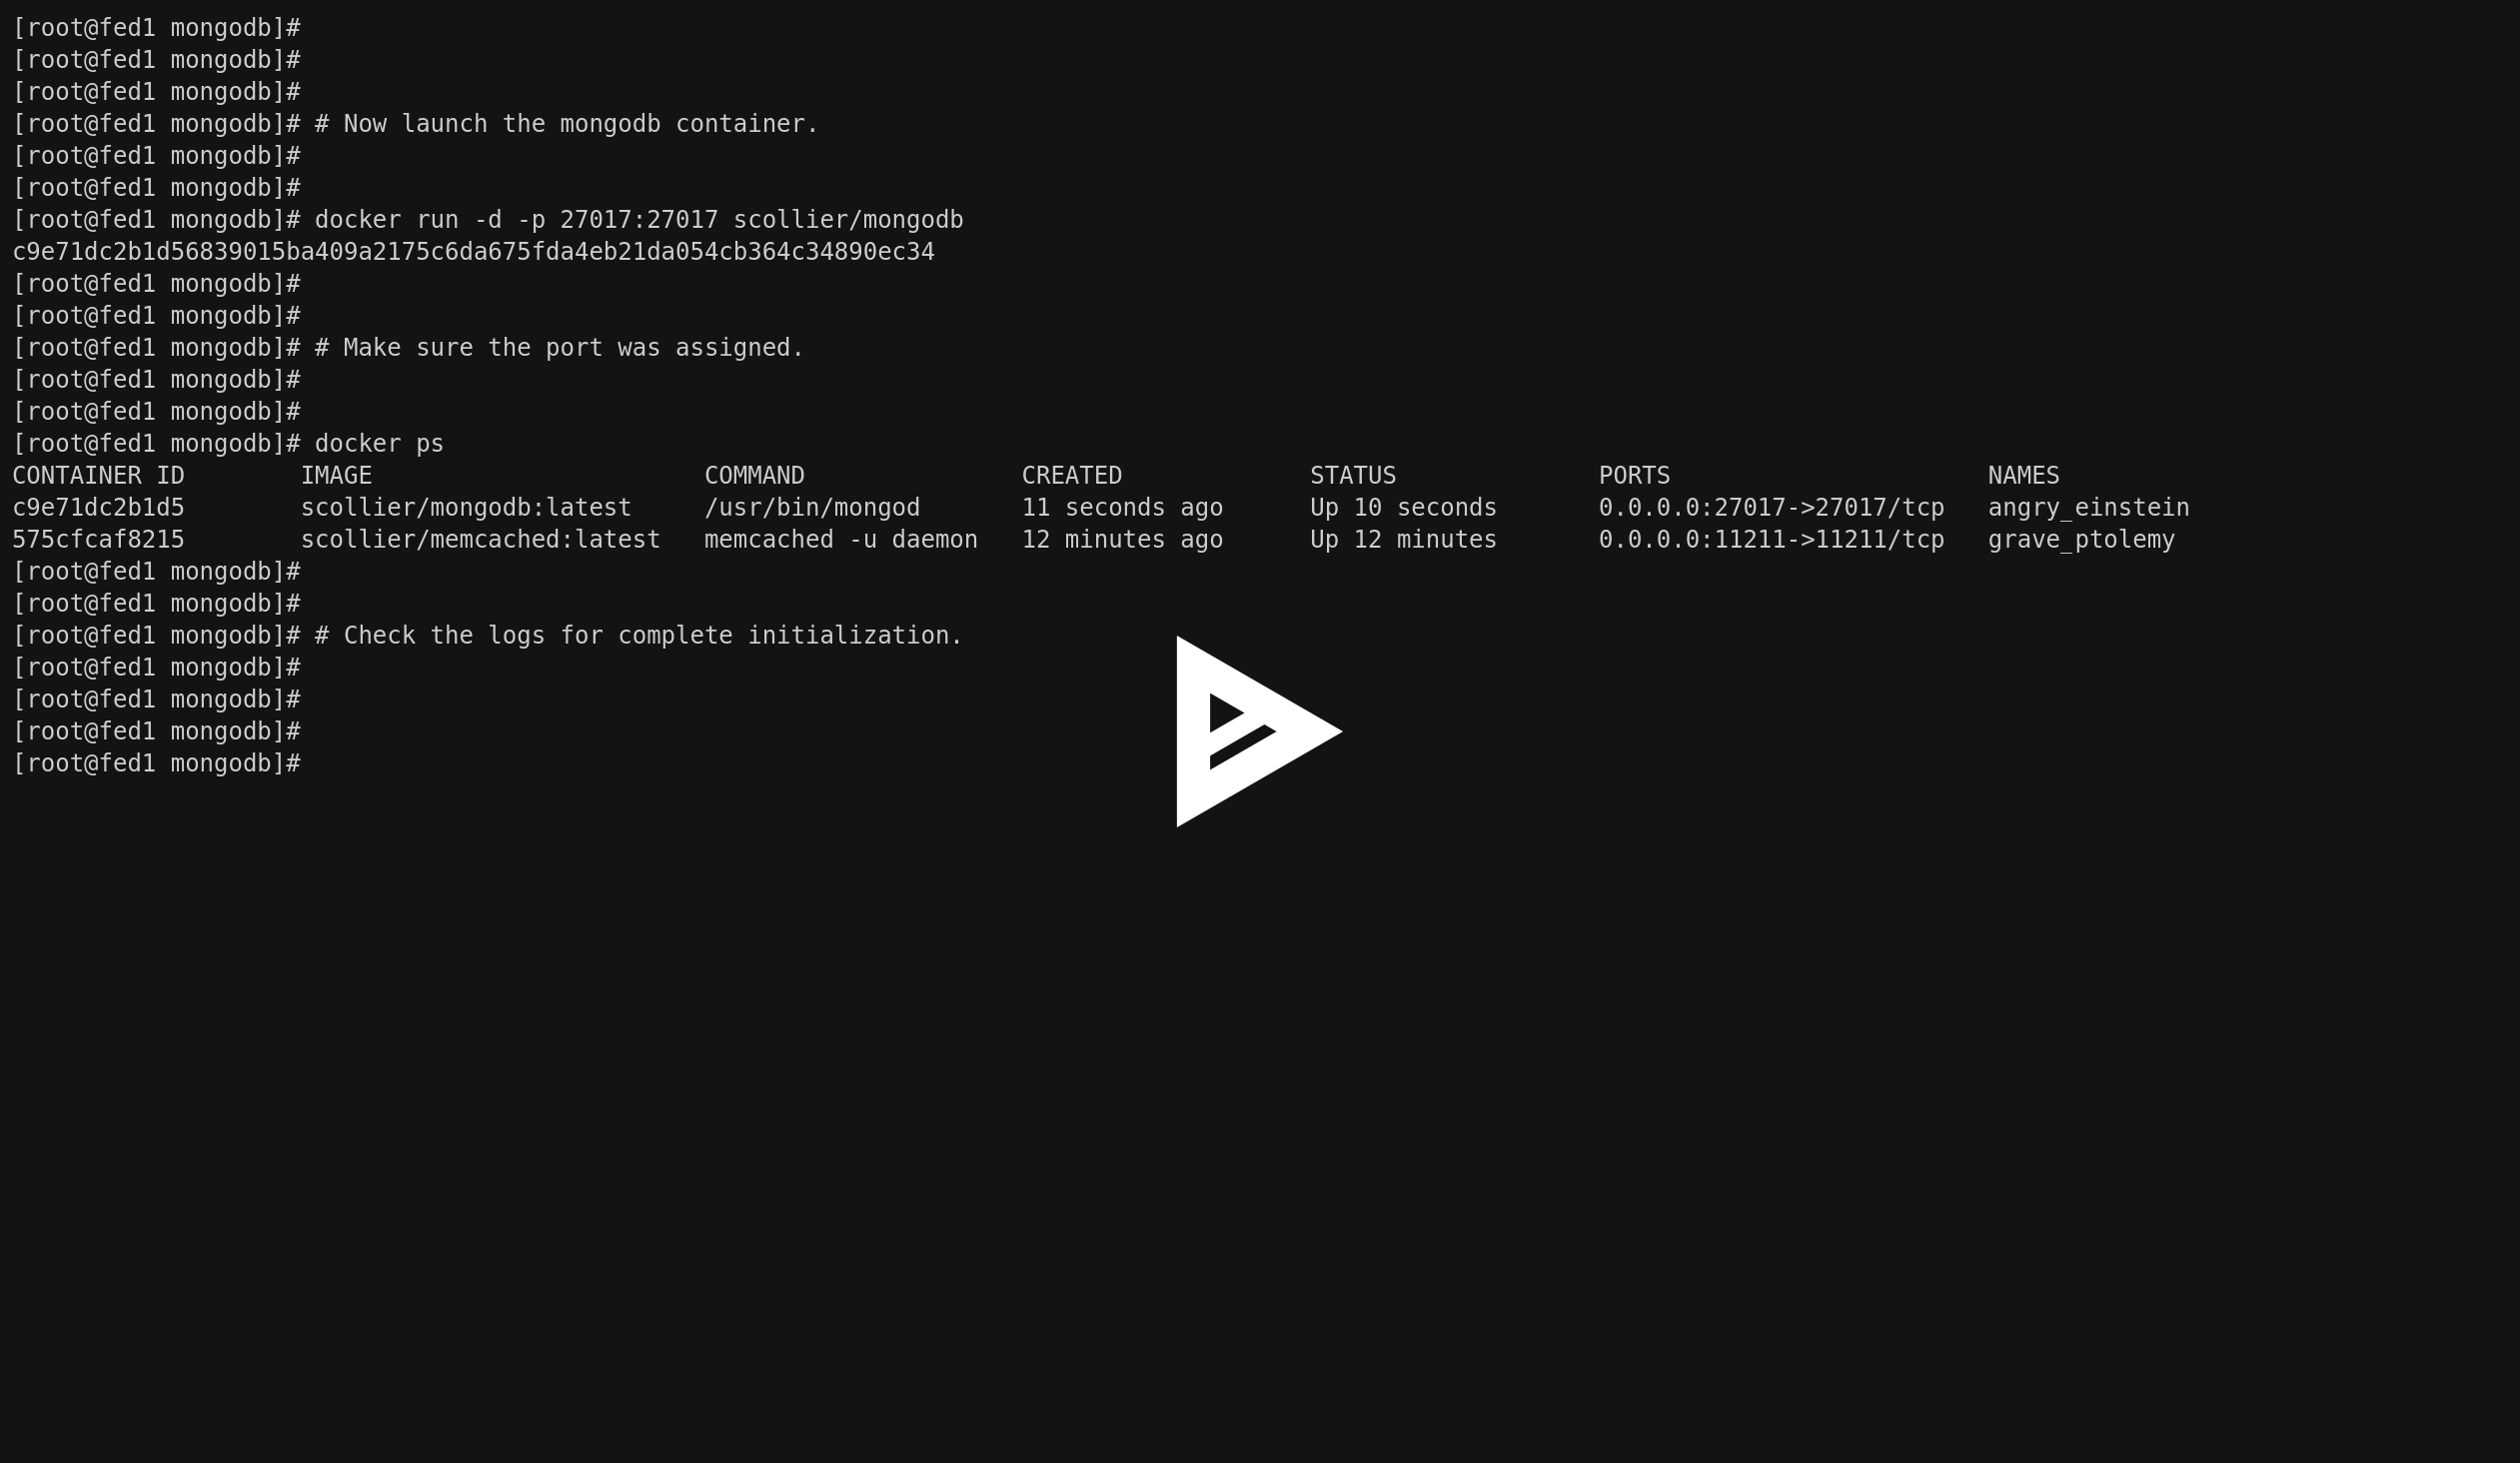 [root@fed1 mongodb]#
[root@fed1 mongodb]#
[root@fed1 mongodb]#
[root@fed1 mongodb]# # Now launch the mongodb container.
[root@fed1 mongodb]#
[root@fed1 mongodb]#
[root@fed1 mongodb]# docker run -d -p 27017:27017 scollier/mongodb
c9e71dc2b1d56839015ba409a2175c6da675fda4eb21da054cb364c34890ec34
[root@fed1 mongodb]#
[root@fed1 mongodb]#
[root@fed1 mongodb]# # Make sure the port was assigned.
[root@fed1 mongodb]#
[root@fed1 mongodb]#
[root@fed1 mongodb]# docker ps
CONTAINER ID        IMAGE                       COMMAND               CREATED             STATUS              PORTS                      NAMES
c9e71dc2b1d5        scollier/mongodb:latest     /usr/bin/mongod       11 seconds ago      Up 10 seconds       0.0.0.0:27017->27017/tcp   angry_einstein
575cfcaf8215        scollier/memcached:latest   memcached -u daemon   12 minutes ago      Up 12 minutes       0.0.0.0:11211->11211/tcp   grave_ptolemy
[root@fed1 mongodb]#
[root@fed1 mongodb]#
[root@fed1 mongodb]# # Check the logs for complete initialization.
[root@fed1 mongodb]#
[root@fed1 mongodb]#
[root@fed1 mongodb]#
[root@fed1 mongodb]#